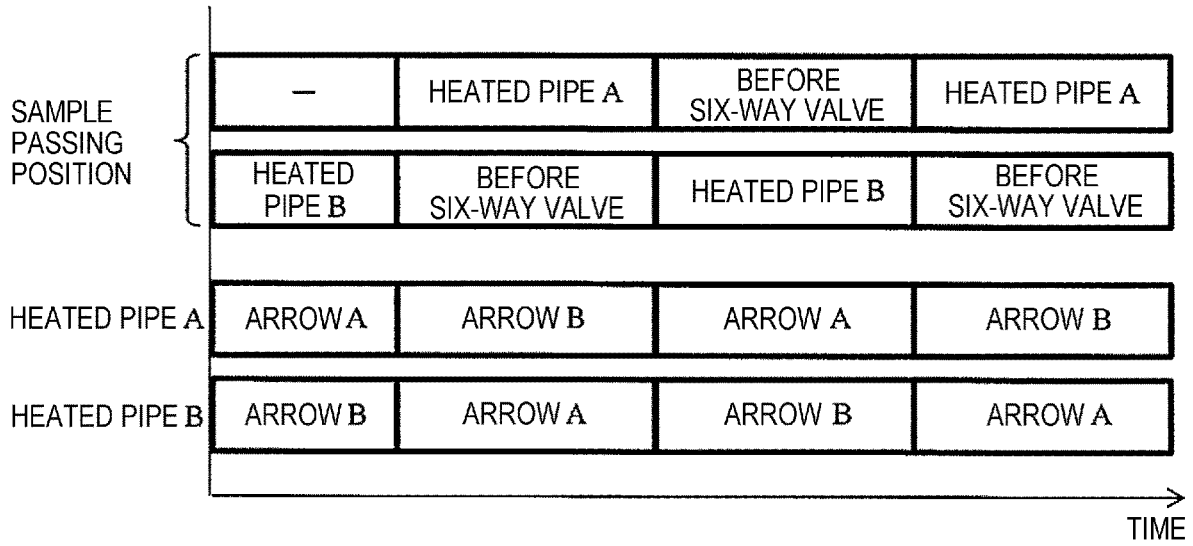 SAMPLE
PASSING
POSITION
–
HEATED PIPE A
BEFORE
SIX-WAY VALVE
HEATED PIPE A
HEATED
PIPE B
BEFORE
SIX-WAY VALVE
HEATED PIPE B
BEFORE
SIX-WAY VALVE
HEATED PIPE A
ARROW A
ARROW B
ARROW A
ARROW B
HEATED PIPE B
ARROW B
ARROW A
ARROW B
ARROW A
TIME